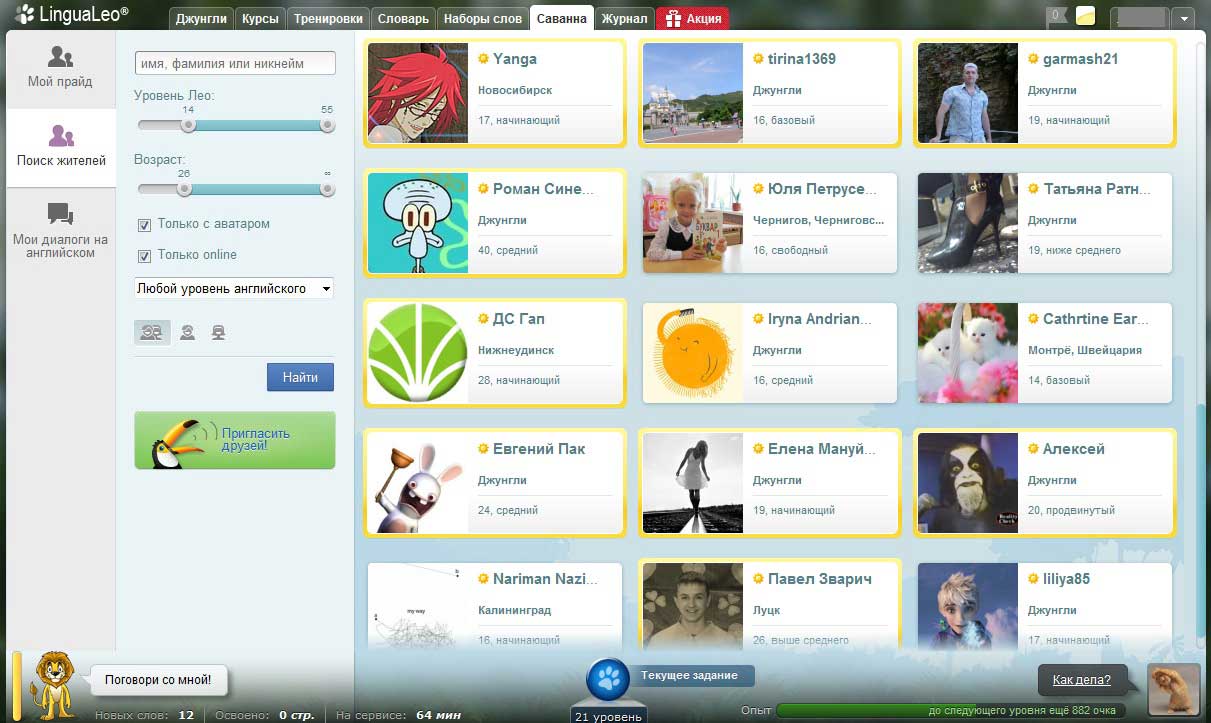 LinguaLeo®
Джунгли
Курсы
Тренировки
Словарь
Наборы слов
Саванна
Журнал
Акция
0
Мой прайд
Поиск жителей
Мои диалоги на
английском
имя, фамилия или никнейм
Уровень Лео:
14 55
Возраст:
26 ∞
Только с аватаром
Только online
Любой уровень английского
Найти
Пригласить
друзей!
Yanga
Новосибирск
17, начинающий
tirina1369
Джунгли
16, базовый
garmash21
Джунгли
19, начинающий
Роман Сине...
Джунгли
40, средний
БУКВАР
Юля Петрусе...
Чернигов, Черниговс...
16, свободный
Татьяна Ратн...
Джунгли
19, ниже среднего
ДС Гап
Нижнеудинск
28, начинающий
Iryna Andrian...
Джунгли
16, средний
Cathrtine Ear...
Монтрё, Швейцария
14, базовый
Евгений Пак
Джунгли
24, средний
Елена Мануй...
Джунгли
19, начинающий
Reality
Check
Алексей
Джунгли
20, продвинутый
my way
Nariman Nazi...
Калининград
16, начинающий
Павел Зварич
Луцк
26, выше среднего
liliya85
Джунгли
17, начинающий
Поговори со мной!
Новых слов: 12
Освоено: 0 стр.
На сервисе: 64 мин
Текущее задание
21 уровень
Как дела?
Опыт
до следующего уровня ещё 882 очка